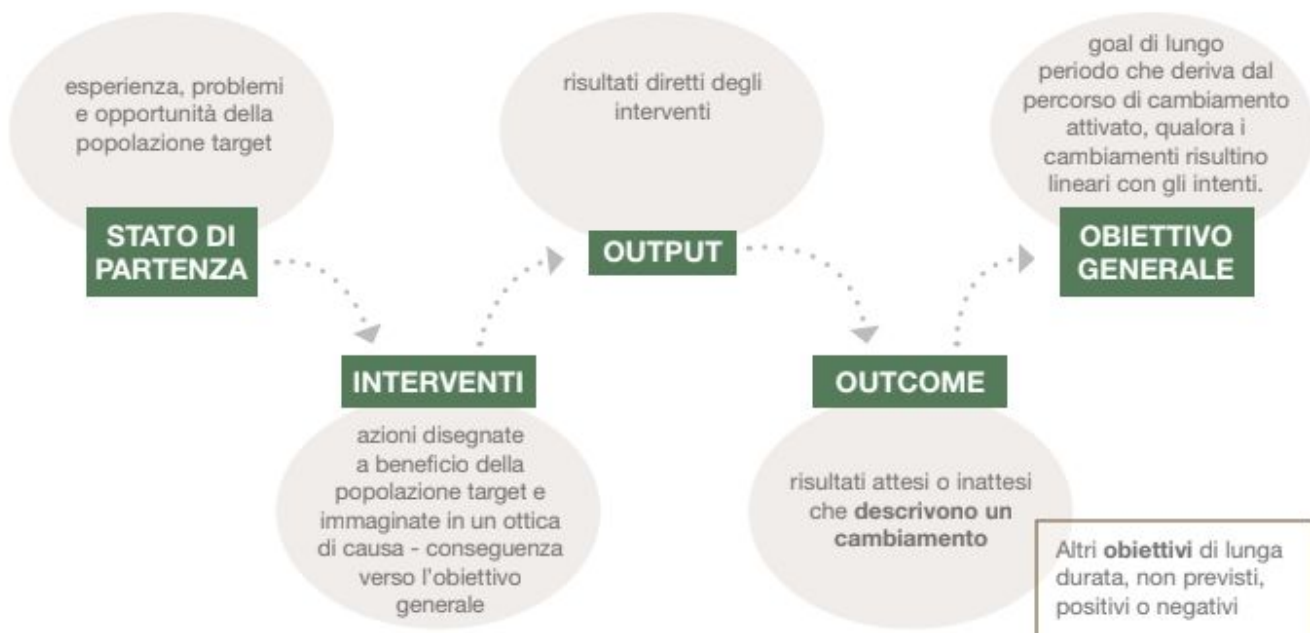 esperienza, problemi
e opportunità della
popolazione target
STATO DI
PARTENZA
INTERVENTI
azioni disegnate
a beneficio della
popolazione target e
immaginate in un ottica
di causa - conseguenza
verso l'obiettivo
generale
risultati diretti degli
interventi
OUTPUT
OUTCOME
risultati attesi o inattesi
che descrivono un
cambiamento
goal di lungo
periodo che deriva dal
percorso di cambiamento
attivato, qualora i
cambiamenti risultino
lineari con gli intenti.
OBIETTIVO
GENERALE
Altri obiettivi di lunga
durata, non previsti,
positivi o negativi